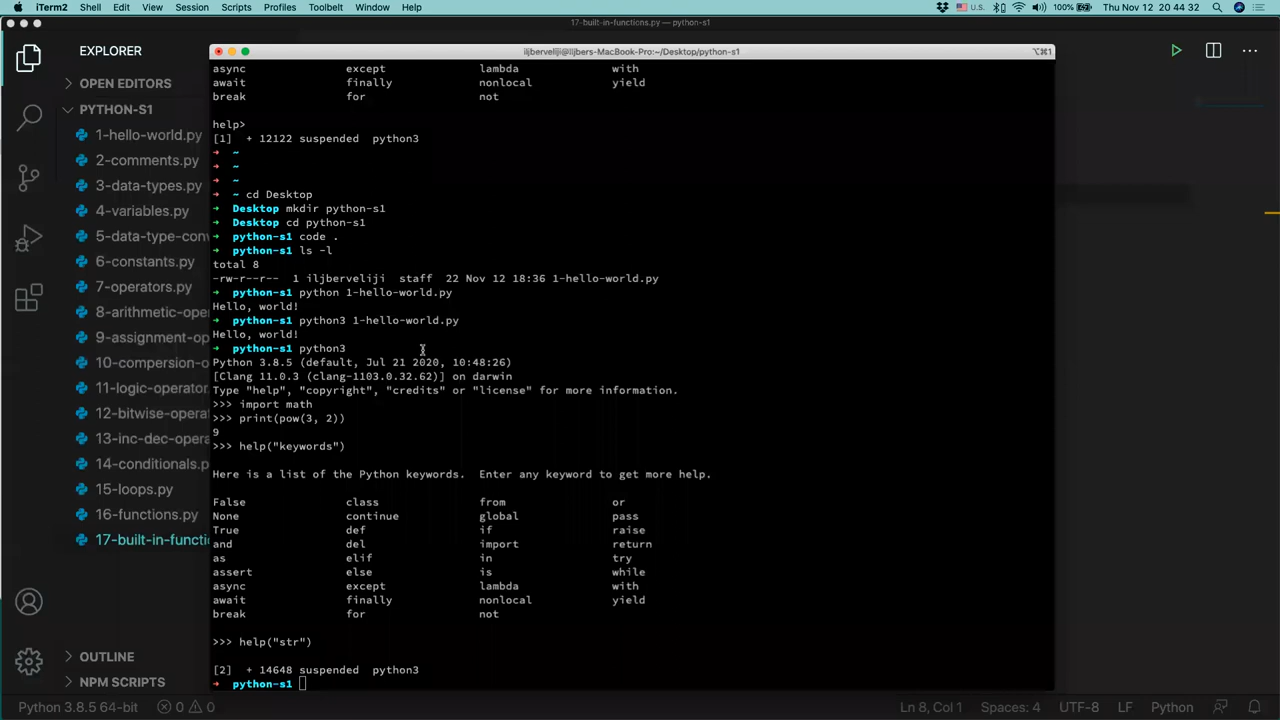 iTerm2 Shell Edit View Session Scripts Profiles Toolbelt Window Help U.S. 100% Thu Nov 12 20 44 32
17-built-in-functions.py — python-s1
EXPLORER
OPEN EDITORS
PYTHON-S1
1-hello-world.py
2-comments.py
3-data-types.py
4-variables.py
5-data-type-conv
6-constants.py
7-operators.py
8-arithmetic-oper
9-assignment-op
10-compersion-o
11-logic-operator
12-bitwise-opera
13-inc-dec-opera
14-conditionals.p
15-loops.py
16-functions.py
17-built-in-functi
OUTLINE
NPM SCRIPTS
iljberveliji@Iljbers-MacBook-Pro:~/Desktop/python-s1 ⌥⌘1
async except lambda with
await finally nonlocal yield
break for not
help>
[1] + 12122 suspended python3
➜ ~
➜ ~
➜ ~
➜ ~ cd Desktop
➜ Desktop mkdir python-s1
➜ Desktop cd python-s1
➜ python-s1 code .
➜ python-s1 ls -l
total 8
-rw-r--r-- 1 iljberveliji staff 22 Nov 12 18:36 1-hello-world.py
➜ python-s1 python 1-hello-world.py
Hello, world!
➜ python-s1 python3 1-hello-world.py
Hello, world!
➜ python-s1 python3
Python 3.8.5 (default, Jul 21 2020, 10:48:26)
[Clang 11.0.3 (clang-1103.0.32.62)] on darwin
Type "help", "copyright", "credits" or "license" for more information.
>>> import math
>>> print(pow(3, 2))
9
>>> help("keywords")
Here is a list of the Python keywords.  Enter any keyword to get more help.
False class from or
None continue global pass
True def if raise
and del import return
as elif in try
assert else is while
async except lambda with
await finally nonlocal yield
break for not
>>> help("str")
[2] + 14648 suspended python3
➜ python-s1
Python 3.8.5 64-bit 0 0 Ln 8, Col 1 Spaces: 4 UTF-8 LF Python